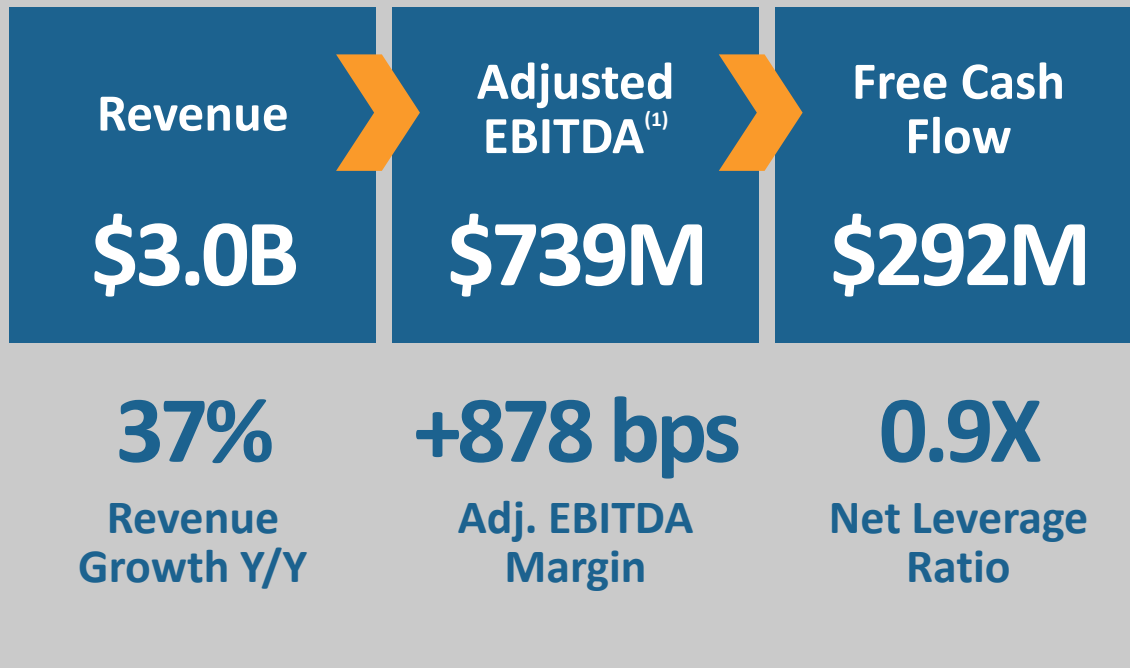 Revenue
$3.0B
Adjusted
EBITDA(1)
$739M
Free Cash
Flow
$292M
37%
Revenue
Growth Y/Y
+878 bps
Adj. EBITDA
Margin
0.9X
Net Leverage
Ratio